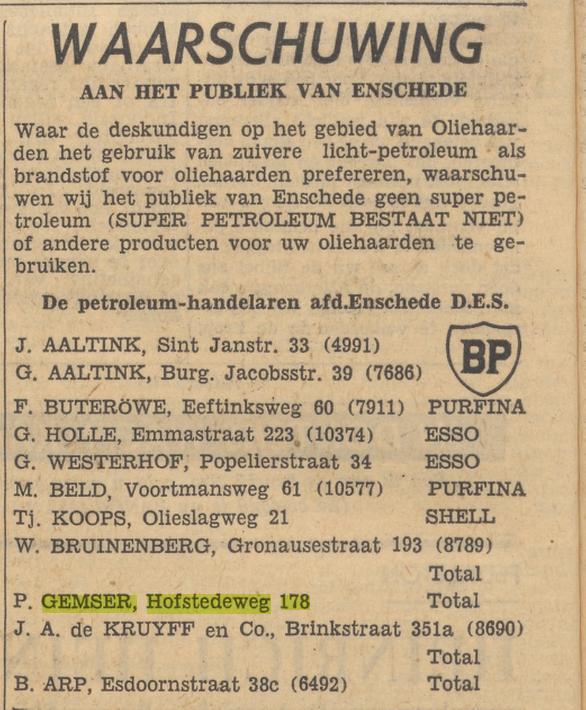 WAARSCHUWING
AAN HET PUBLIEK VAN ENSCHEDE
Waar de deskundigen op het gebied van Oliehaar-
den het gebruik van zuivere licht-petroleum als
brandstof voor oliehaarden prefereren, waarschu-
wen wij het publiek van Enschede geen super pe-
troleum (SUPER PETROLEUM BESTAAT NIET)
of andere producten voor uw oliehaarden te ge-
bruiken.
De petroleum-handelaren afd.Enschede D.E.S.
J. AALTINK, Sint Janstr. 33 (4991)
G. AALTINK, Burg. Jacobsstr. 39 (7686)
BP
F. BUTERÖWE, Eeftinksweg 60 (7911) PURFINA
G. HOLLE, Emmastraat 223 (10374) ESSO
G. WESTERHOF, Popelierstraat 34 ESSO
M. BELD, Voortmansweg 61 (10577) PURFINA
Tj. KOOPS, Olieslagweg 21 SHELL
W. BRUINENBERG, Gronausestraat 193 (8789)
Total
P. GEMSER, Hofstedeweg 178 Total
J. A. de KRUYFF en Co., Brinkstraat 351a (8690)
Total
B. ARP, Esdoornstraat 38c (6492) Total